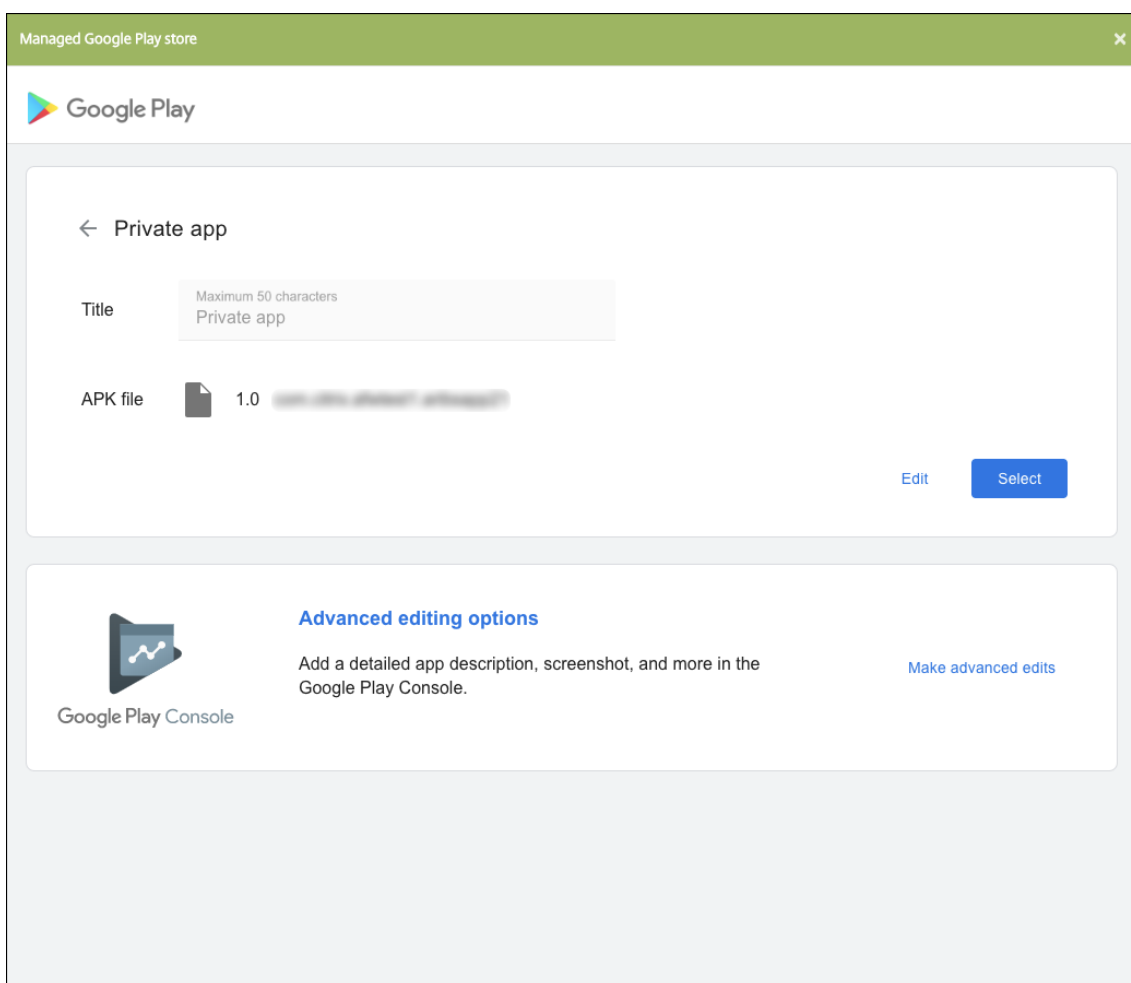 Managed Google Play store
Google Play
Private app
Title
Maximum 50 characters
Private app
APK file 1.0
Edit Select
Advanced editing options
Add a detailed app description, screenshot, and more in the
Google Play Console.
Make advanced edits
Google Play Console